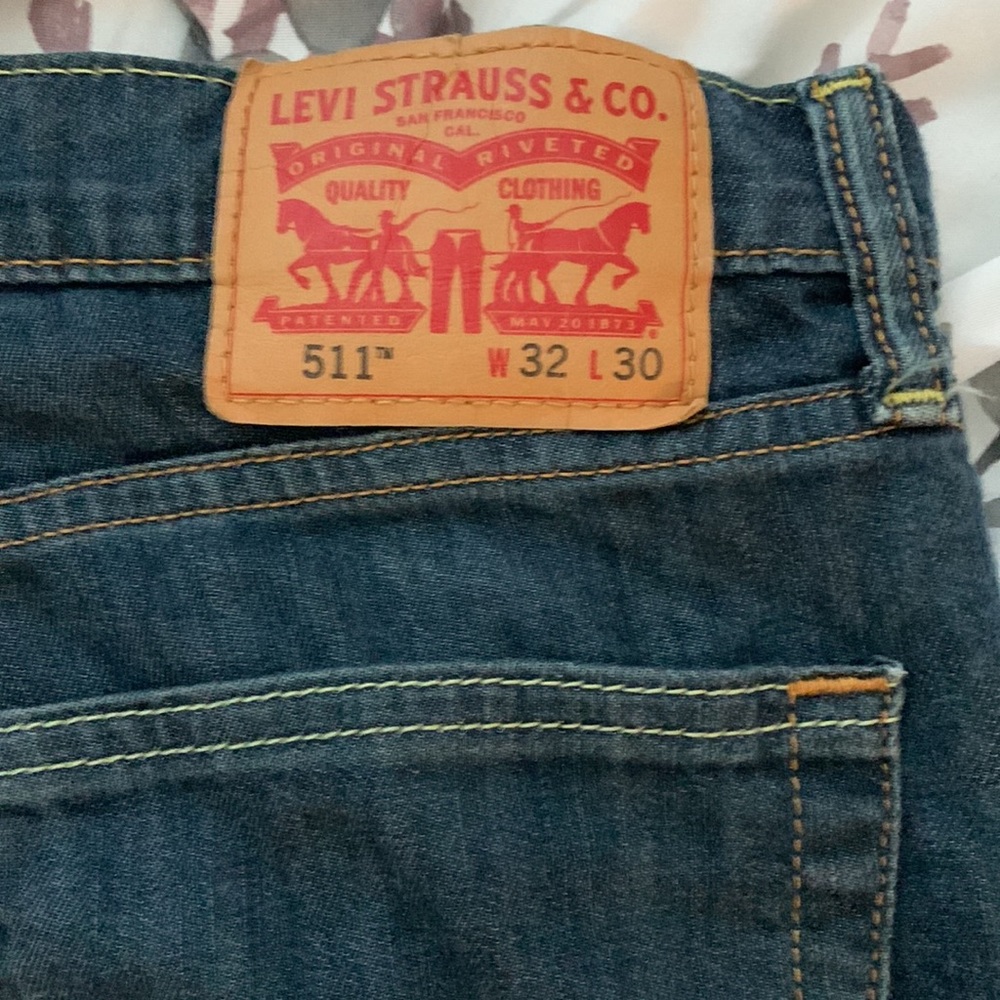 LEVI STRAUSS & CO.
SAN FRANCISCO
CAL.
ORIGINAL RIVETED
QUALITY CLOTHING
PATENTED MAY 20 1873 ®
511™ W 32 L 30